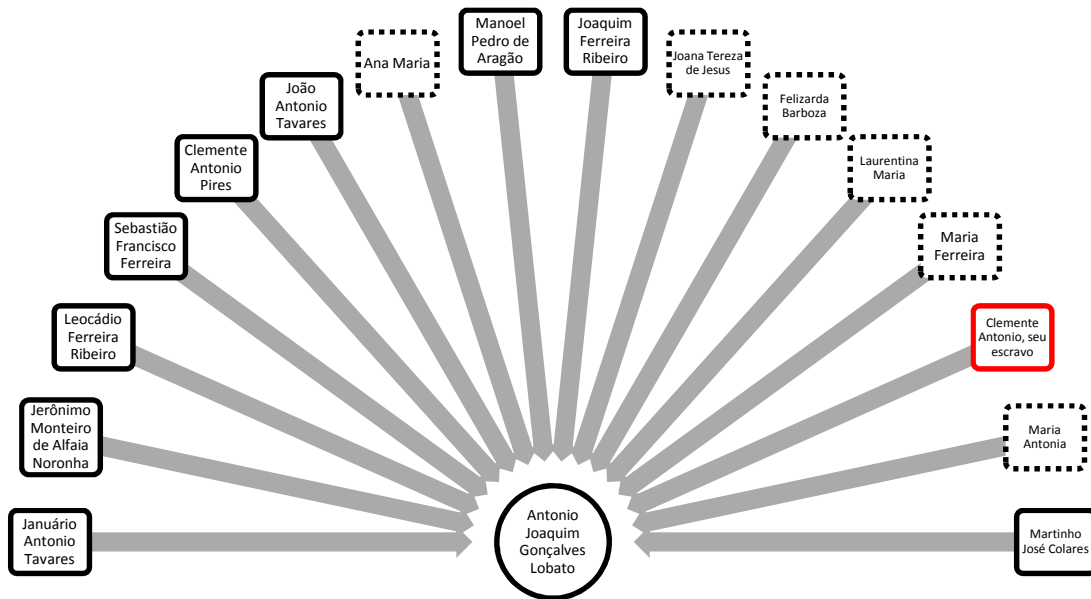 Manoel
Pedro de
Aragão
Joaquim
Ferreira
Ribeiro
Ana Maria
Joana Tereza
de Jesus
João
Antonio
Tavares
Felizarda
Barboza
Clemente
Antonio
Pires
Laurentina
Maria
Sebastião
Francisco
Ferreira
Maria
Ferreira
Leocádio
Ferreira
Ribeiro
Clemente
Antonio, seu
escravo
Jerônimo
Monteiro
de Alfaia
Noronha
Maria
Antonia
Januário
Antonio
Tavares
Antonio
Joaquim
Gonçalves
Lobato
Martinho
José Colares